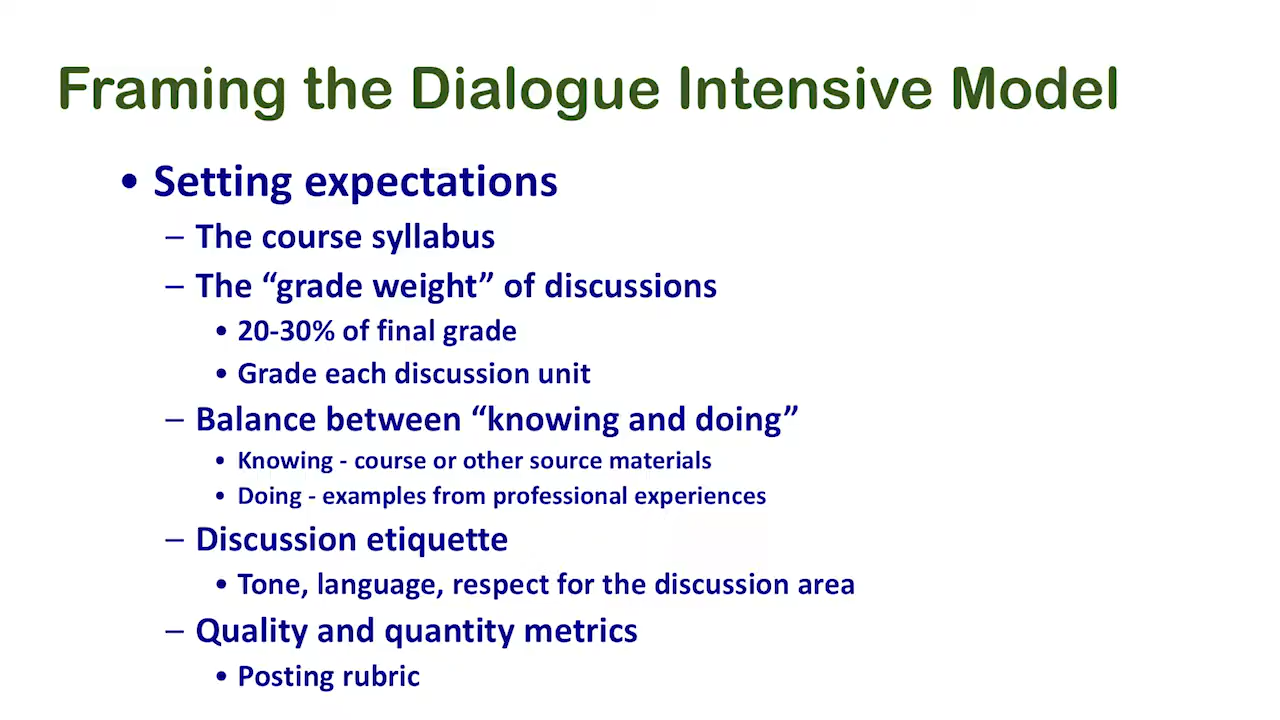 Framing the Dialogue Intensive Model
• Setting expectations
– The course syllabus
– The “grade weight” of discussions
• 20-30% of final grade
• Grade each discussion unit
– Balance between “knowing and doing”
• Knowing - course or other source materials
• Doing - examples from professional experiences
– Discussion etiquette
• Tone, language, respect for the discussion area
– Quality and quantity metrics
• Posting rubric